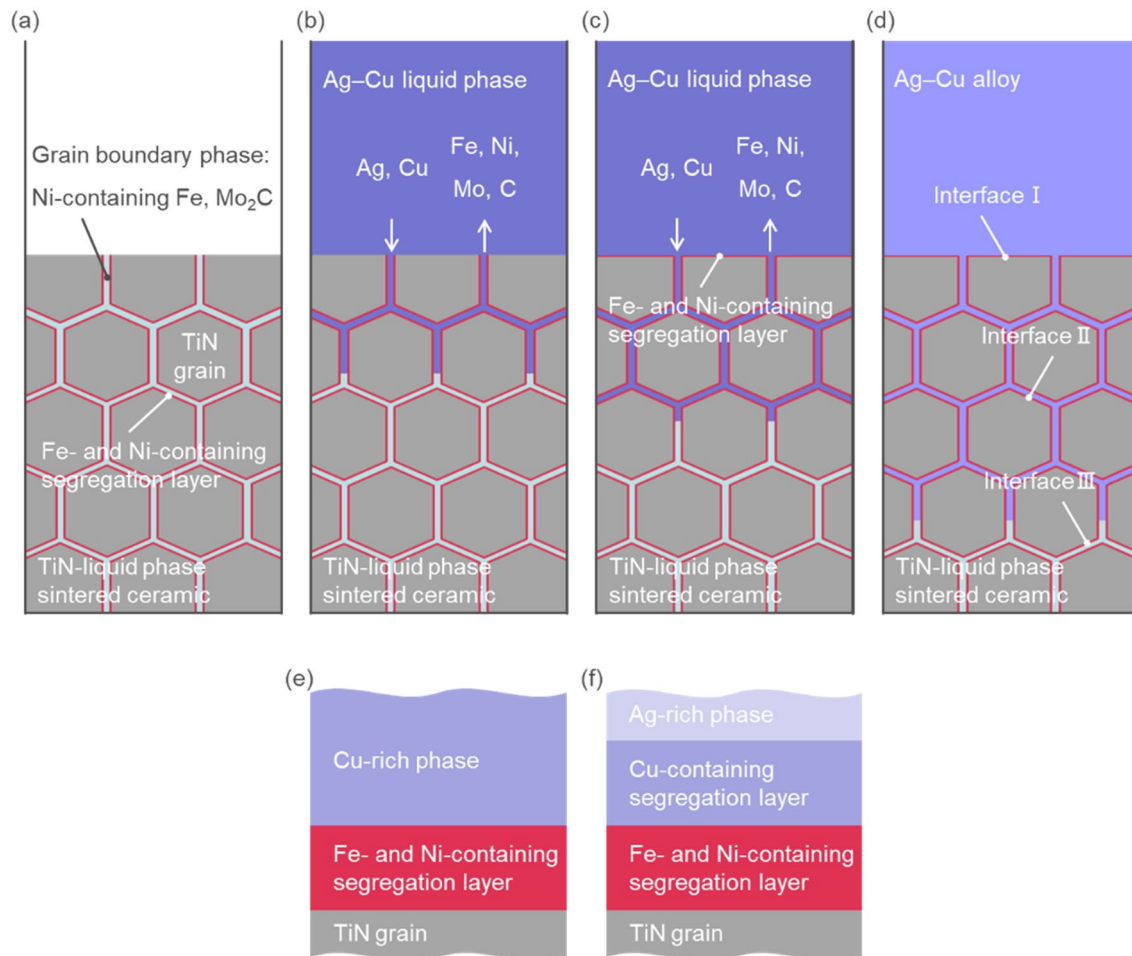 (a)
Grain boundary phase:
Ni-containing Fe, Mo₂C
TiN
grain
Fe- and Ni-containing
segregation layer
TiN-liquid phase
sintered ceramic
(b)
Ag–Cu liquid phase
Ag, Cu
Fe, Ni,
Mo, C
TiN-liquid phase
sintered ceramic
(c)
Ag–Cu liquid phase
Ag, Cu
Fe, Ni,
Mo, C
Fe- and Ni-containing
segregation layer
TiN-liquid phase
sintered ceramic
(d)
Ag–Cu alloy
Interface Ⅰ
Interface Ⅱ
Interface Ⅲ
TiN-liquid phase
sintered ceramic
(e)
Cu-rich phase
Fe- and Ni-containing
segregation layer
TiN grain
(f)
Ag-rich phase
Cu-containing
segregation layer
Fe- and Ni-containing
segregation layer
TiN grain